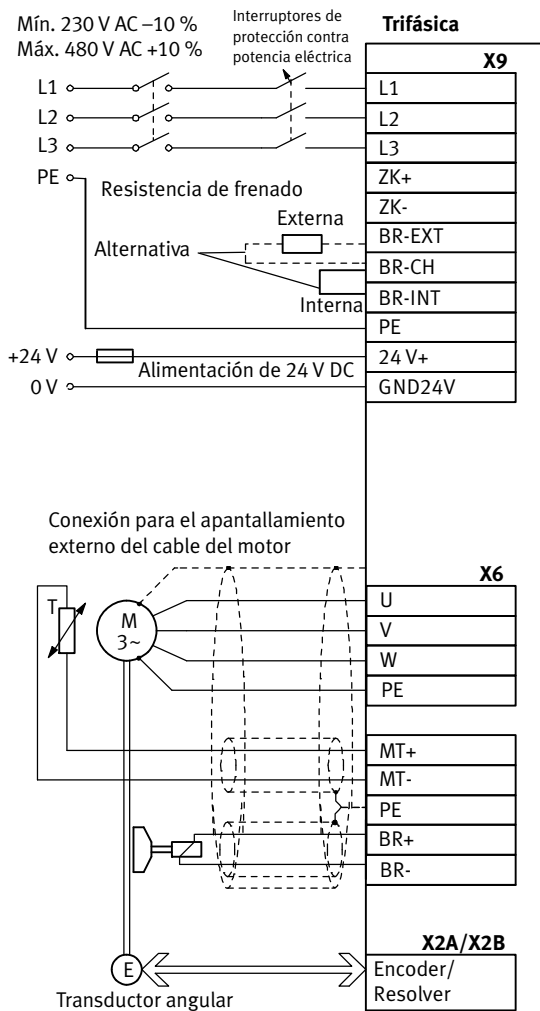 Mín. 230 V AC –10 %
Máx. 480 V AC +10 %
Interruptores de
protección contra
potencia eléctrica
Trifásica
X9
L1
L1
L2
L2
L3
L3
PE
ZK+
Resistencia de frenado
ZK-
Externa
BR-EXT
Alternativa
BR-CH
Interna
BR-INT
PE
+24 V
Alimentación de 24 V DC
24 V+
0 V
GND24V
Conexión para el apantallamiento
externo del cable del motor
X6
T
M
3~
U
V
W
PE
MT+
MT-
PE
BR+
BR-
X2A/X2B
E
Encoder/
Resolver
Transductor angular